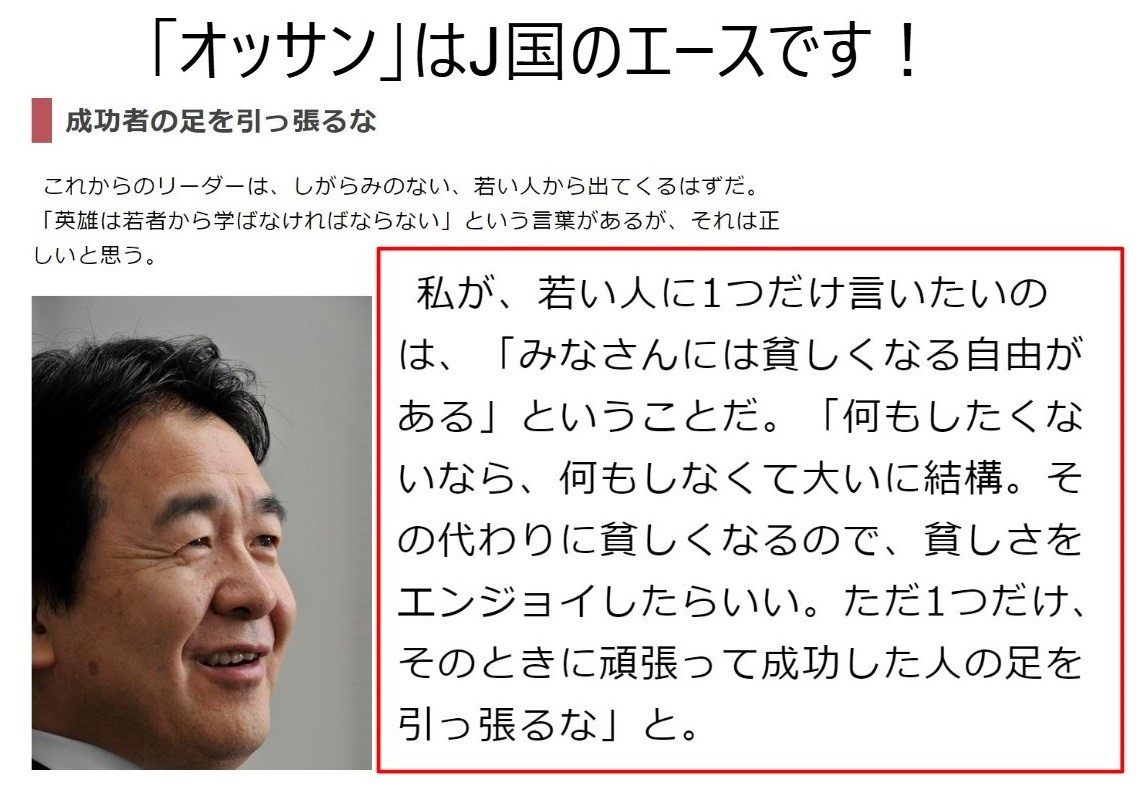 「オッサン」はJ国のエースです！
成功者の足を引っ張るな
これからのリーダーは、しがらみのない、若い人から出てくるはずだ。
「英雄は若者から学ばなければならない」という言葉があるが、それは正
しいと思う。
私が、若い人に1つだけ言いたいの
は、「みなさんには貧しくなる自由が
ある」ということだ。「何もしたくな
いなら、何もしなくて大いに結構。そ
の代わりに貧しくなるので、貧しさを
エンジョイしたらいい。ただ1つだけ、
そのときに頑張って成功した人の足を
引っ張るな」と。